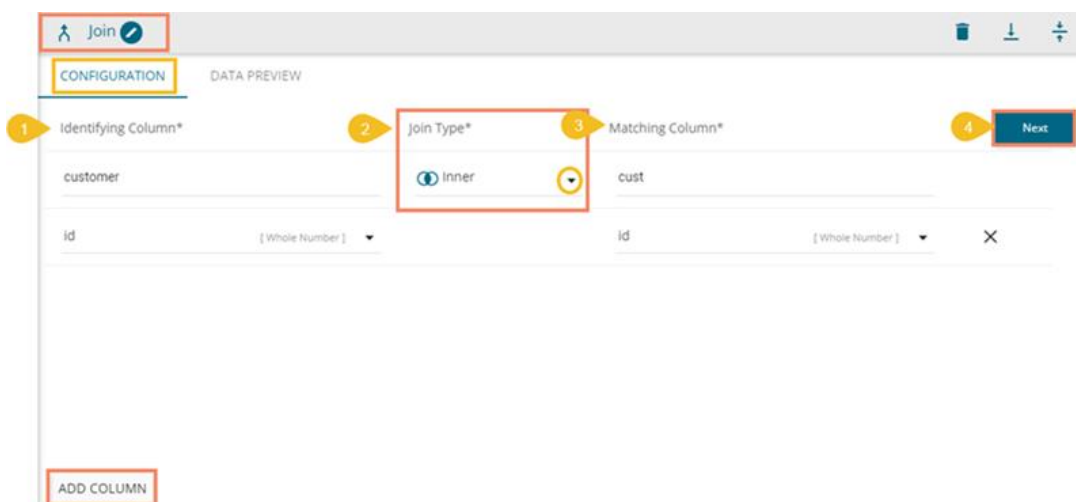 Join
CONFIGURATION DATA PREVIEW
1 Identifying Column* 2 Join Type* 3 Matching Column* 4 Next
customer Inner cust
id [ Whole Number ] id [ Whole Number ]
ADD COLUMN